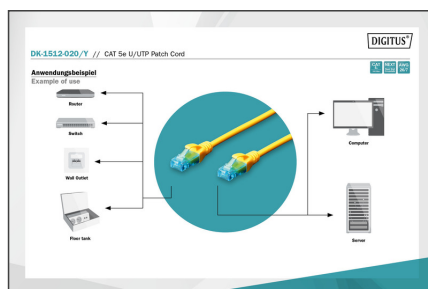 DIGITUS®
DK-1512-020/Y // CAT 5e U/UTP Patch Cord
Anwendungsbeispiel
Example of use
Router
Switch
Wall Outlet
Floor tank
Computer
Server